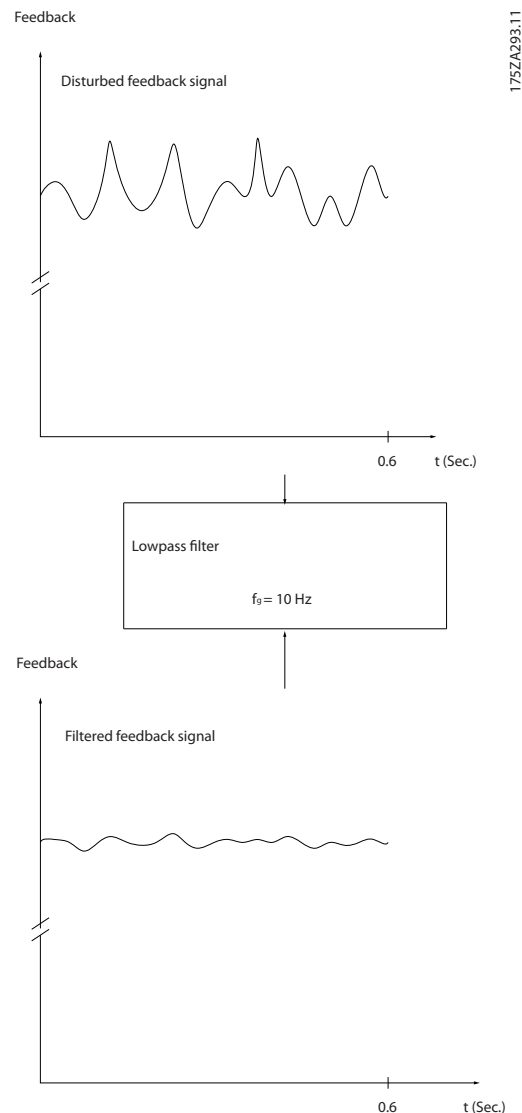 Feedback
175ZA293.11
Disturbed feedback signal
0.6
t (Sec.)
Lowpass filter
fg = 10 Hz
Feedback
Filtered feedback signal
0.6
t (Sec.)